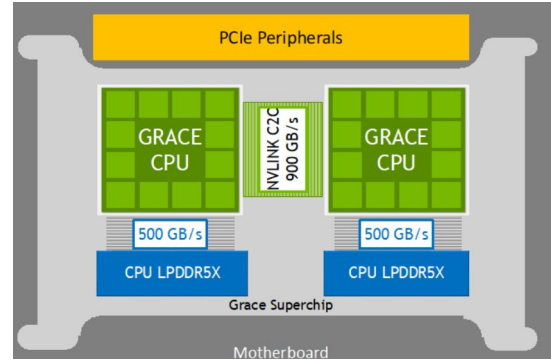 PCIe Peripherals
GRACE
CPU
NVLINK C2C
900 GB/s
GRACE
CPU
500 GB/s
500 GB/s
CPU LPDDR5X
CPU LPDDR5X
Grace Superchip
Motherboard